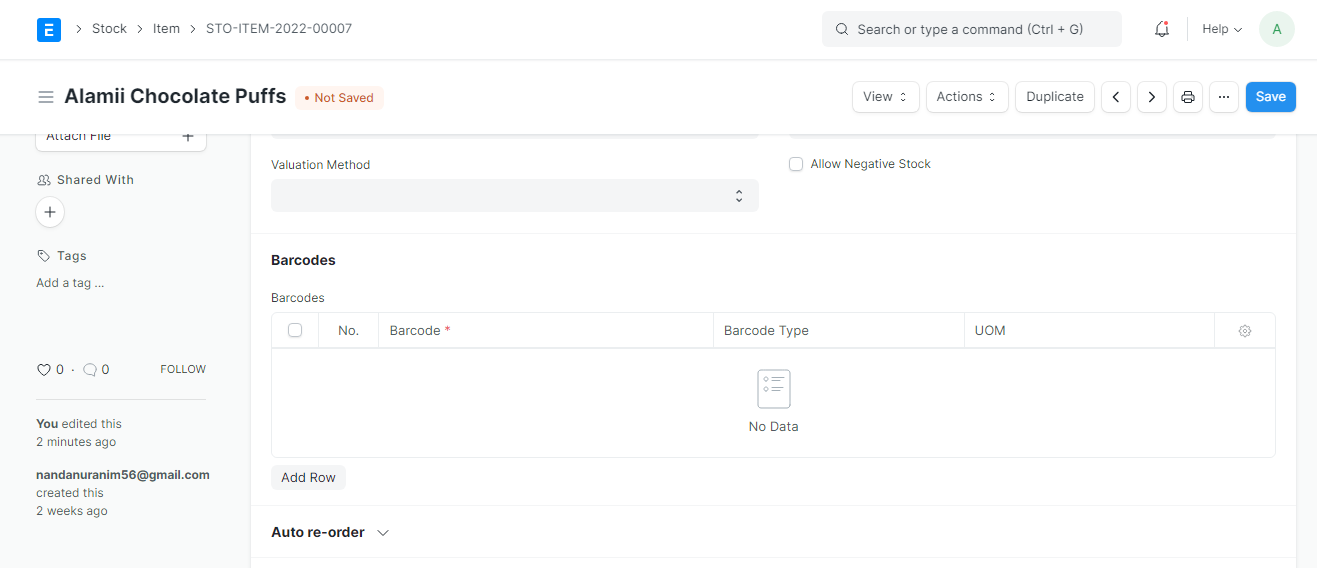 E
Stock
Item
STO-ITEM-2022-00007
Search or type a command (Ctrl + G)
Help
A
Alamii Chocolate Puffs
• Not Saved
View
Actions
Duplicate
···
Save
Attach File
+
Shared With
+
Tags
Add a tag ...
0 · 0
FOLLOW
You edited this
2 minutes ago
nandanuranim56@gmail.com
created this
2 weeks ago
Valuation Method
Allow Negative Stock
Barcodes
Barcodes
No.
Barcode *
Barcode Type
UOM
No Data
Add Row
Auto re-order